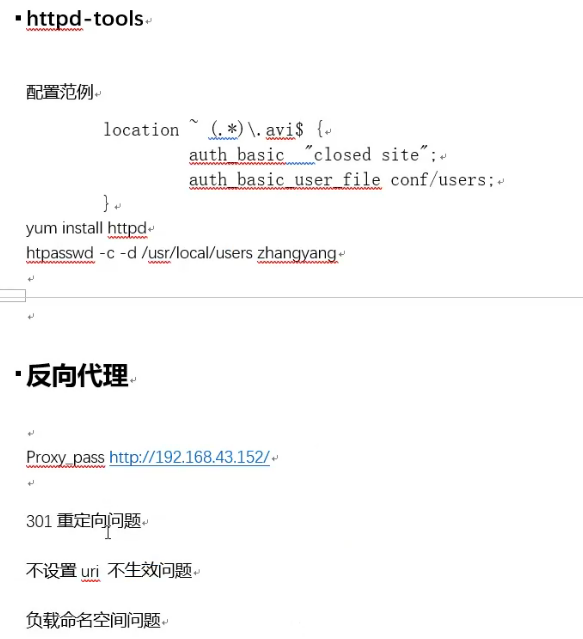 httpd-tools
配置范例
location ~ (.*)\.avi$ {
auth_basic "closed site";
auth_basic_user_file conf/users;
}
yum install httpd
htpasswd -c -d /usr/local/users zhangyang
反向代理
Proxy_pass http://192.168.43.152/
301 重定向问题
不设置 uri 不生效问题
负载命名空间问题